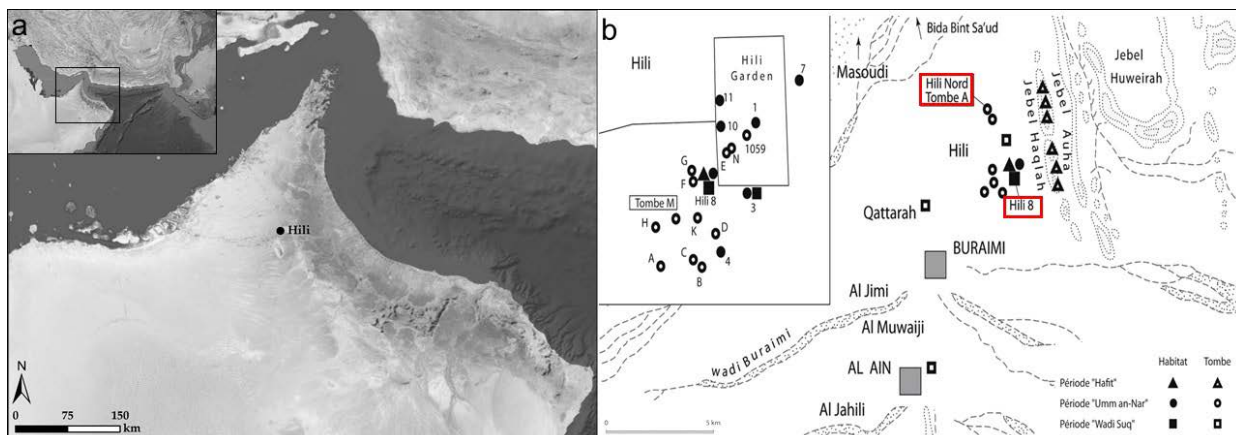 a
Hili
N
0 75 150
km
b
Hili
Hili
Garden
7
11
1
10
1059
N
E
G
F
Hili 8
3
Tombe M
H
K
D
A
C
B
4
Bida Bint Sa'ud
Masoudi
Hili Nord
Tombe A
Hili
Jebel Haqlah
Jebel Auha
Jebel
Huweirah
Hili 8
Qattarah
BURAIMI
Al Jimi
Al Muwaiji
wadi Buraimi
AL AIN
Al Jahili
0 5 km
Habitat Tombe
Période "Hafit"
Période "Umm an-Nar"
Période "Wadi Suq"